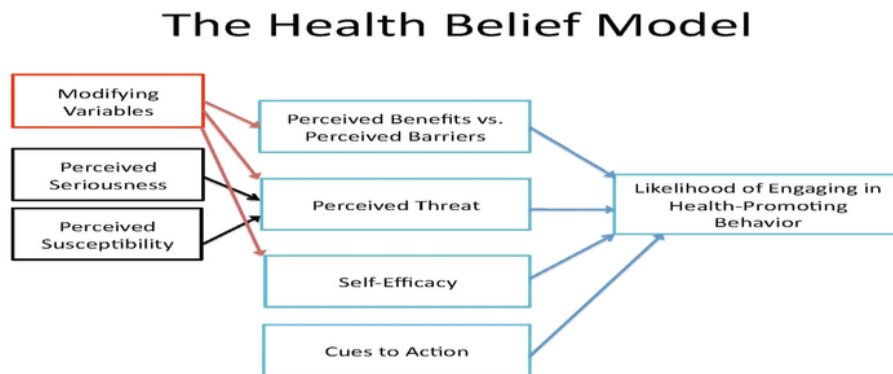 The Health Belief Model
Modifying
Variables
Perceived
Seriousness
Perceived
Susceptibility
Perceived Benefits vs.
Perceived Barriers
Perceived Threat
Self-Efficacy
Cues to Action
Likelihood of Engaging in
Health-Promoting
Behavior